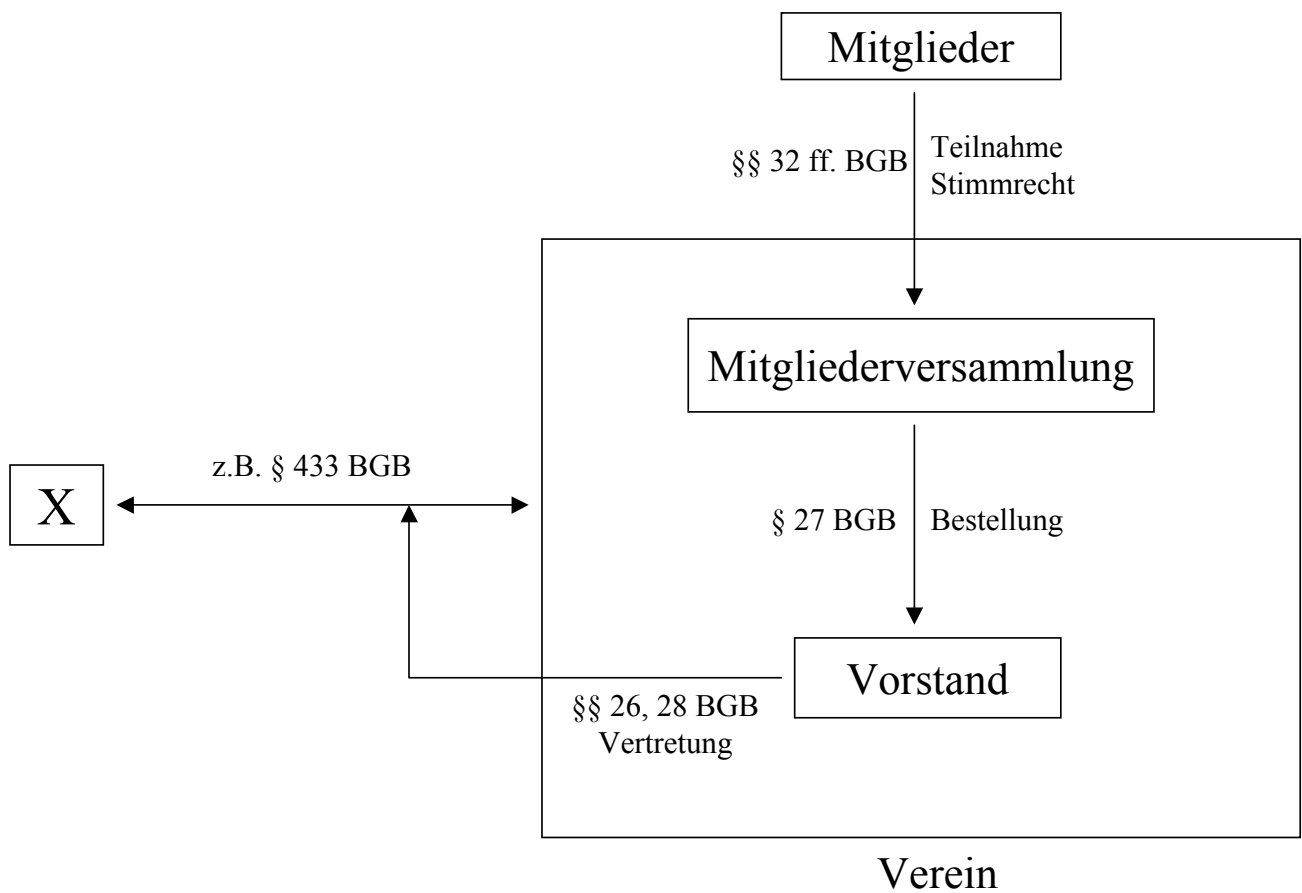 Mitglieder
§§ 32 ff. BGB
Teilnahme
Stimmrecht
Mitgliederversammlung
z.B. § 433 BGB
X
§ 27 BGB
Bestellung
Vorstand
§§ 26, 28 BGB
Vertretung
Verein